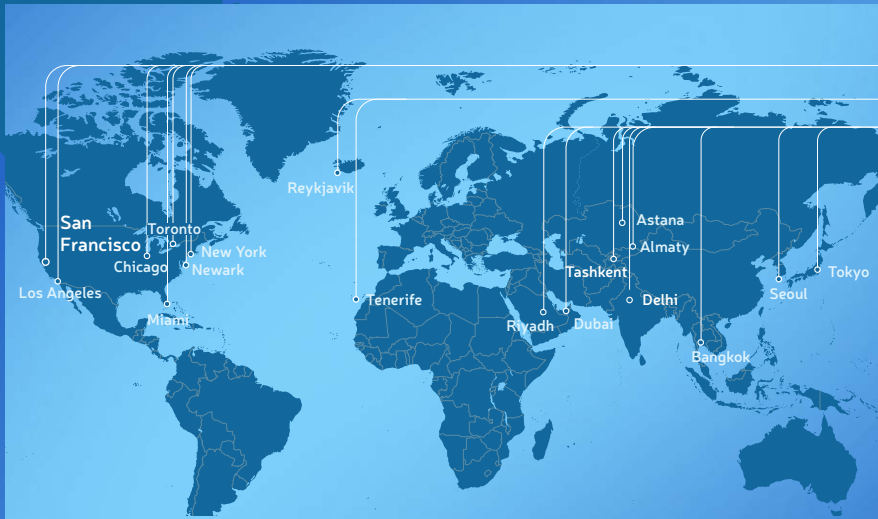 Reykjavik
San
Francisco
Toronto
Astana
New York
Almaty
Chicago
Newark
Tashkent
Tokyo
Los Angeles
Tenerife
Delhi
Seoul
Miami
Riyadh
Dubai
Bangkok